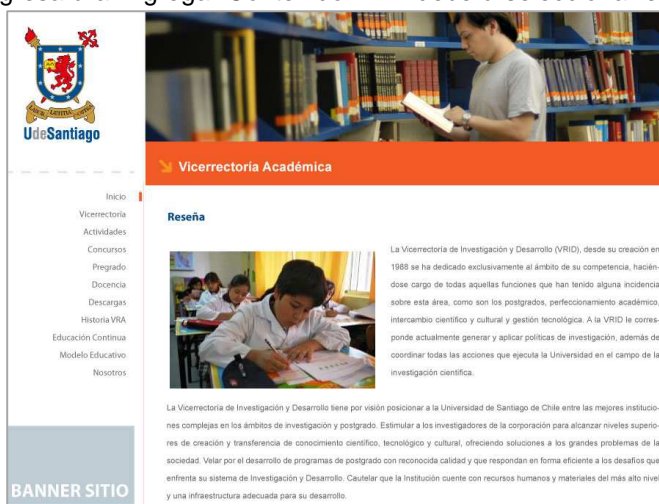 LABOR LÆTITIA NOSTRA
UdeSantiago
Vicerrectoría Académica
Inicio
Vicerrectoría
Actividades
Concursos
Pregrado
Docencia
Descargas
Historia VRA
Educación Continua
Modelo Educativo
Nosotros
BANNER SITIO
Reseña
La Vicerrectoría de Investigación y Desarrollo (VRID), desde su creación en
1988 se ha dedicado exclusivamente al ámbito de su competencia, hacién-
dose cargo de todas aquellas funciones que han tenido alguna incidencia
sobre esta área, como son los postgrados, perfeccionamiento académico,
intercambio científico y cultural y gestión tecnológica. A la VRID le corres-
ponde actualmente generar y aplicar políticas de investigación, además de
coordinar todas las acciones que ejecuta la Universidad en el campo de la
investigación científica.
La Vicerrectoría de Investigación y Desarrollo tiene por visión posicionar a la Universidad de Santiago de Chile entre las mejores institucio-
nes complejas en los ámbitos de investigación y postgrado. Estimular a los investigadores de la corporación para alcanzar niveles superio-
res de creación y transferencia de conocimiento científico, tecnológico y cultural, ofreciendo soluciones a los grandes problemas de la
sociedad. Velar por el desarrollo de programas de postgrado con reconocida calidad y que respondan en forma eficiente a los desafíos que
enfrenta su sistema de Investigación y Desarrollo. Cautelar que la Institución cuente con recursos humanos y materiales del más alto nivel
y una infraestructura adecuada para su desarrollo.